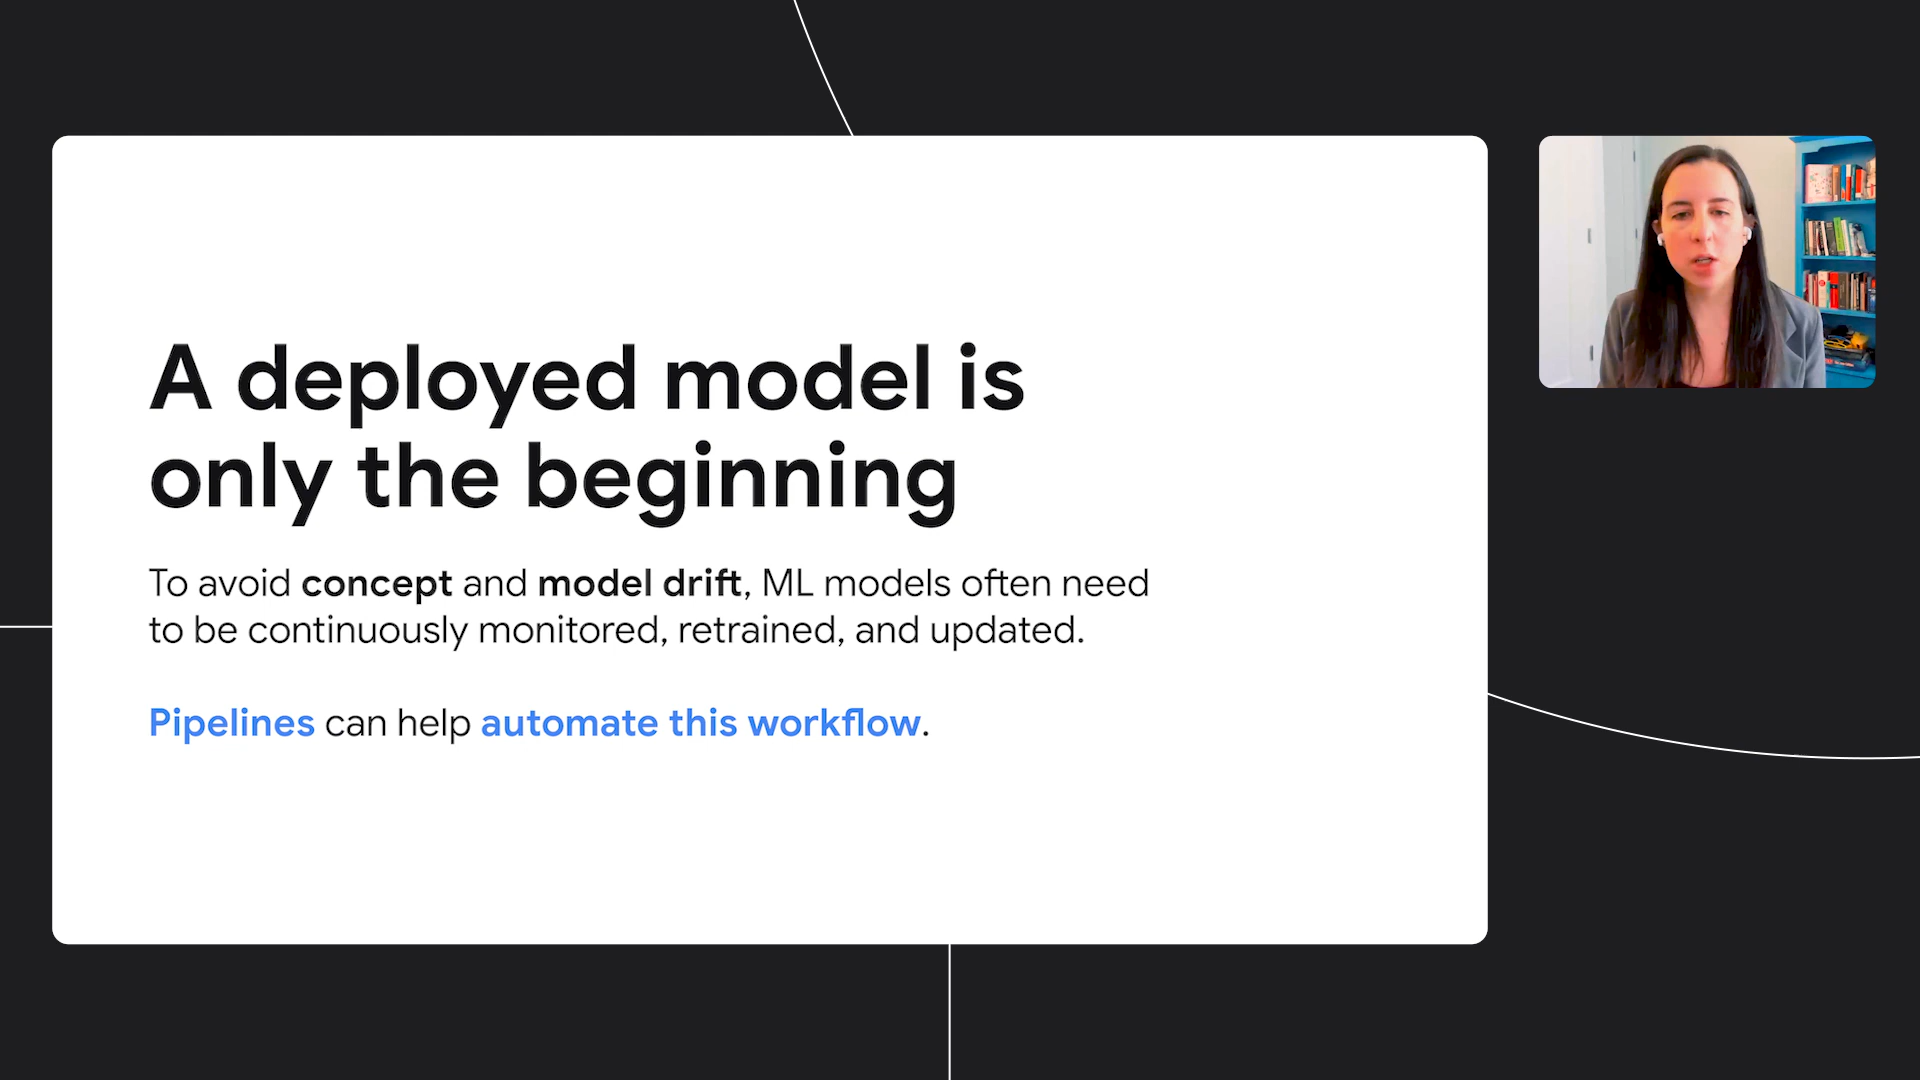 A deployed model is
only the beginning
To avoid concept and model drift, ML models often need
to be continuously monitored, retrained, and updated.
Pipelines can help automate this workflow.